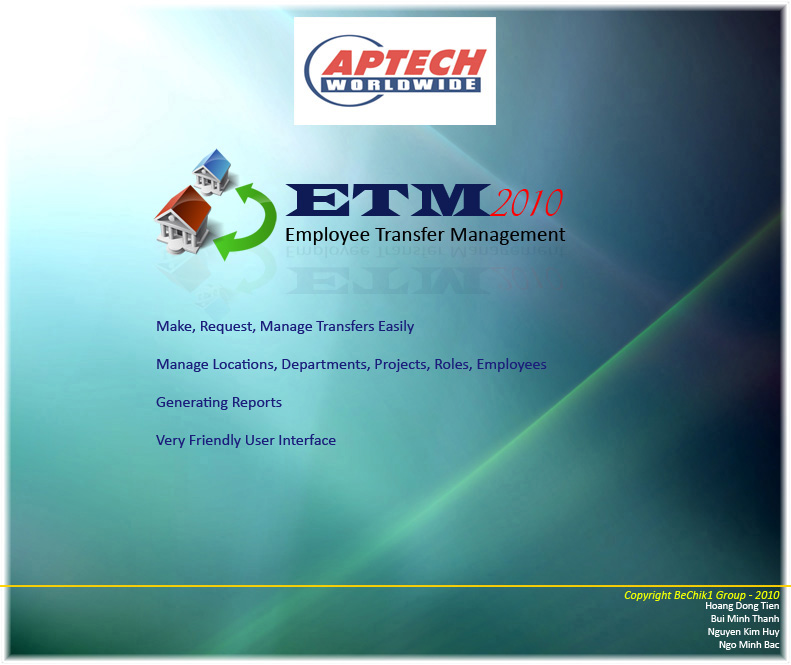 APTECH
WORLDWIDE
ETM2010
Employee Transfer Management
Make, Request, Manage Transfers Easily
Manage Locations, Departments, Projects, Roles, Employees
Generating Reports
Very Friendly User Interface
Copyright BeChik1 Group - 2010
Hoang Dong Tien
Bui Minh Thanh
Nguyen Kim Huy
Ngo Minh Bac